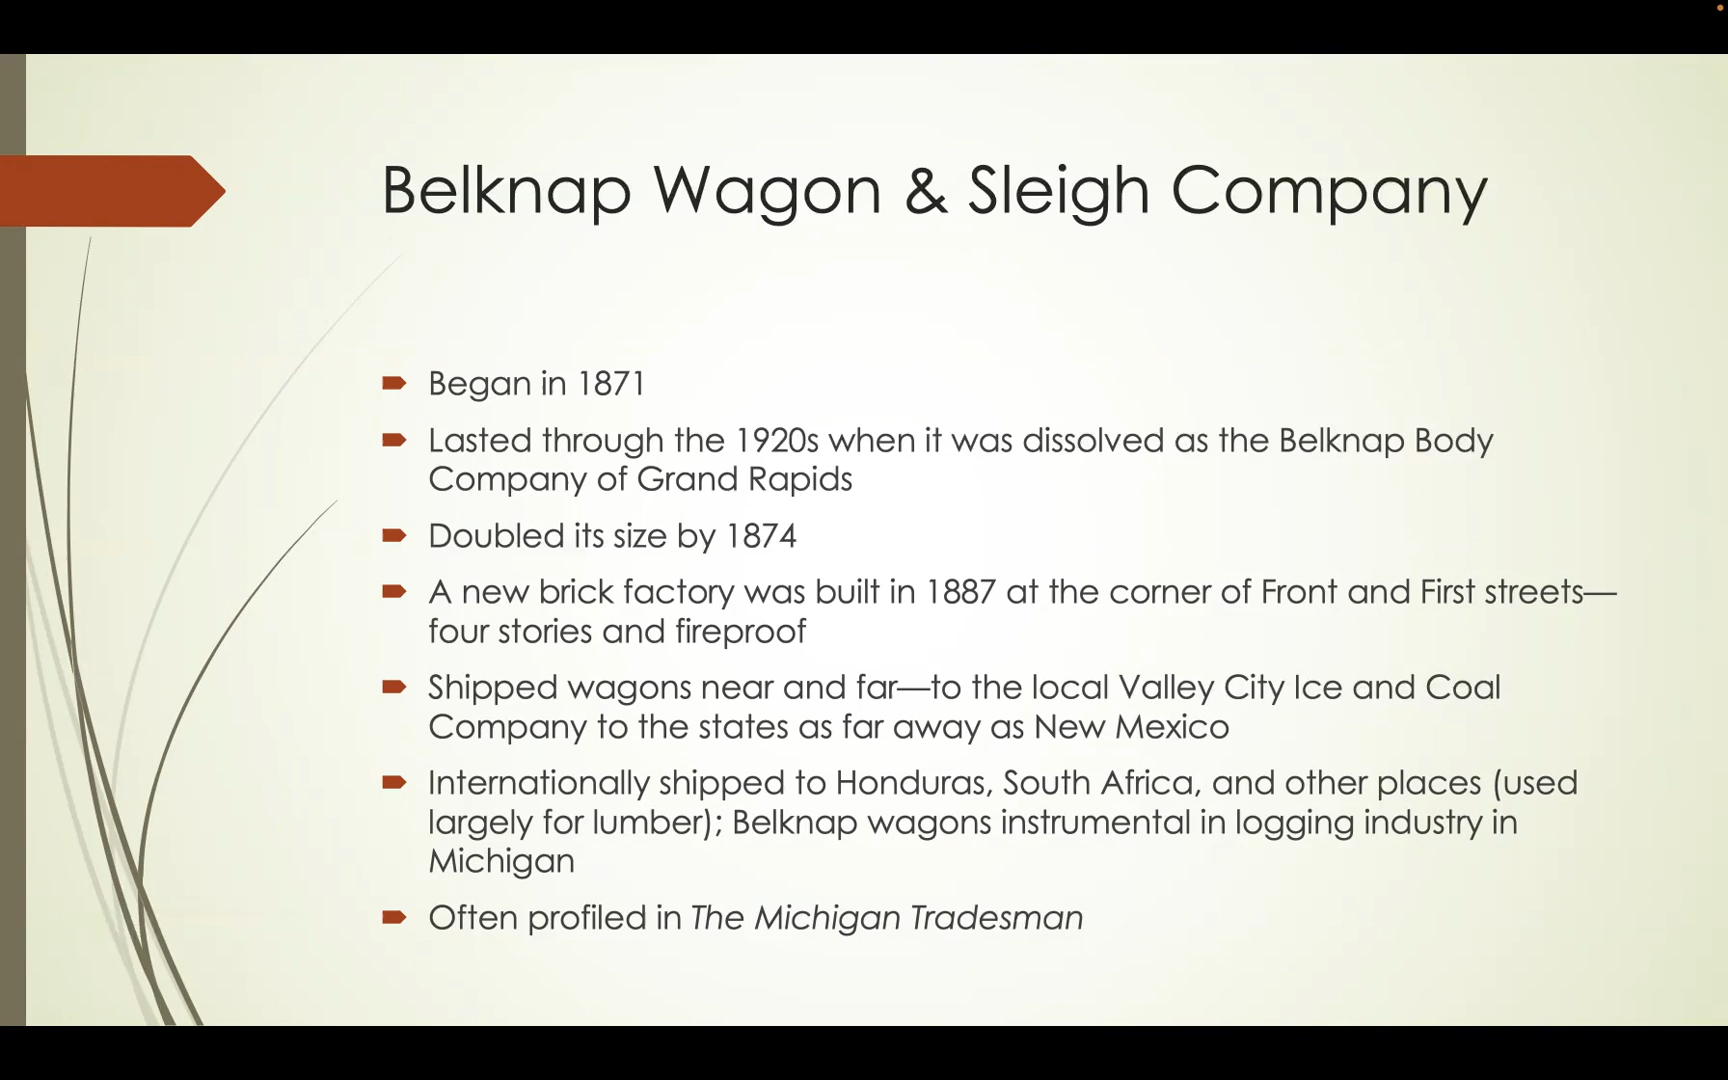 Belknap Wagon & Sleigh Company
Began in 1871
Lasted through the 1920s when it was dissolved as the Belknap Body
Company of Grand Rapids
Doubled its size by 1874
A new brick factory was built in 1887 at the corner of Front and First streets—
four stories and fireproof
Shipped wagons near and far—to the local Valley City Ice and Coal
Company to the states as far away as New Mexico
Internationally shipped to Honduras, South Africa, and other places (used
largely for lumber); Belknap wagons instrumental in logging industry in
Michigan
Often profiled in The Michigan Tradesman